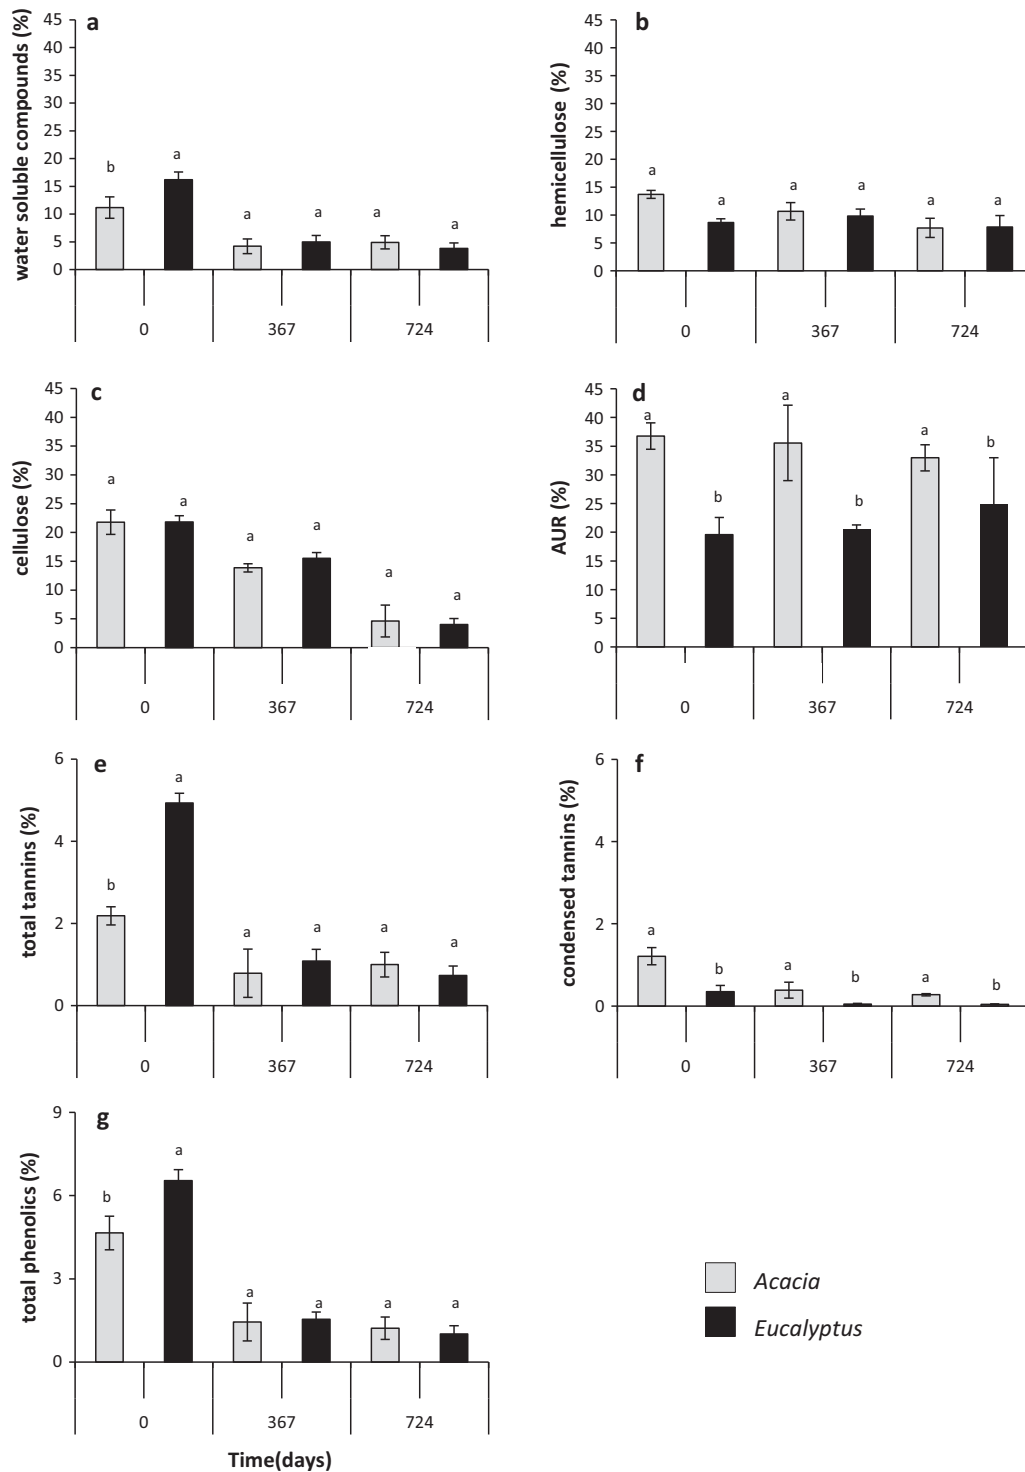 a
water soluble compounds (%)
45
40
35
30
25
20
15
10
5
0
b a
a a a a
0 367 724
b
hemicellulose (%)
45
40
35
30
25
20
15
10
5
0
a a a a a a
0 367 724
c
cellulose (%)
45
40
35
30
25
20
15
10
5
0
a a a a a a
0 367 724
d
AUR (%)
45
40
35
30
25
20
15
10
5
0
a b a b a b
0 367 724
e
total tannins (%)
6
4
2
0
b a a a a a
0 367 724
f
condensed tannins (%)
6
4
2
0
a b a b a b
0 367 724
g
total phenolics (%)
9
6
3
0
b a a a a a
0 367 724
Time(days)
Acacia
Eucalyptus